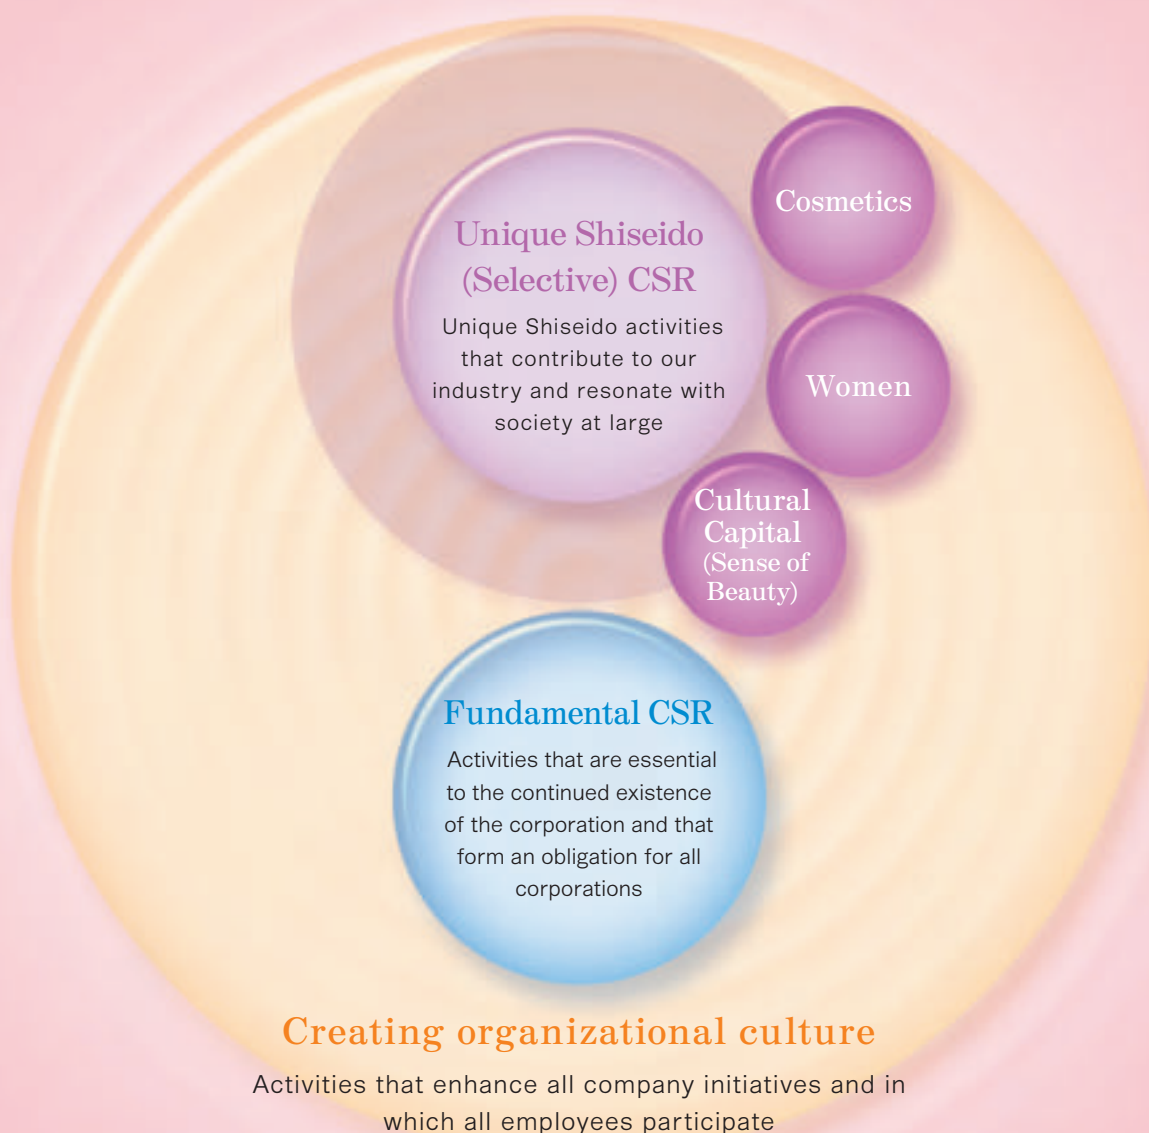 Unique Shiseido
(Selective) CSR
Unique Shiseido activities
that contribute to our
industry and resonate with
society at large
Cosmetics
Women
Cultural
Capital
(Sense of
Beauty)
Fundamental CSR
Activities that are essential
to the continued existence
of the corporation and that
form an obligation for all
corporations
Creating organizational culture
Activities that enhance all company initiatives and in
which all employees participate